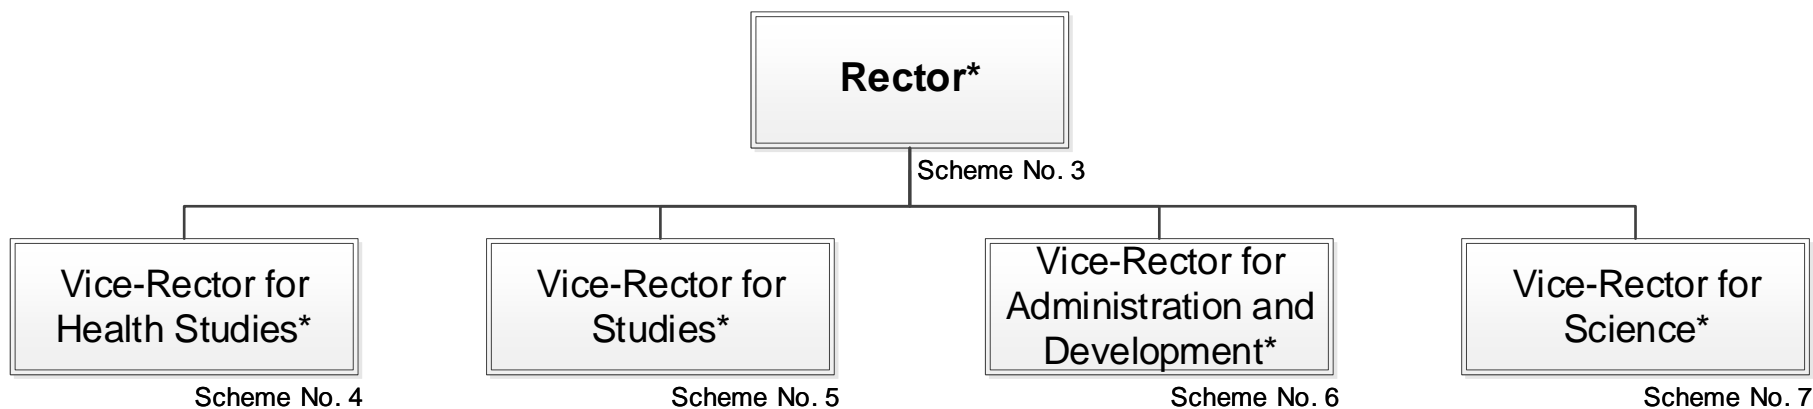 Rector*
Scheme No. 3
Vice-Rector for
Health Studies*
Scheme No. 4
Vice-Rector for
Studies*
Scheme No. 5
Vice-Rector for
Administration and
Development*
Scheme No. 6
Vice-Rector for
Science*
Scheme No. 7